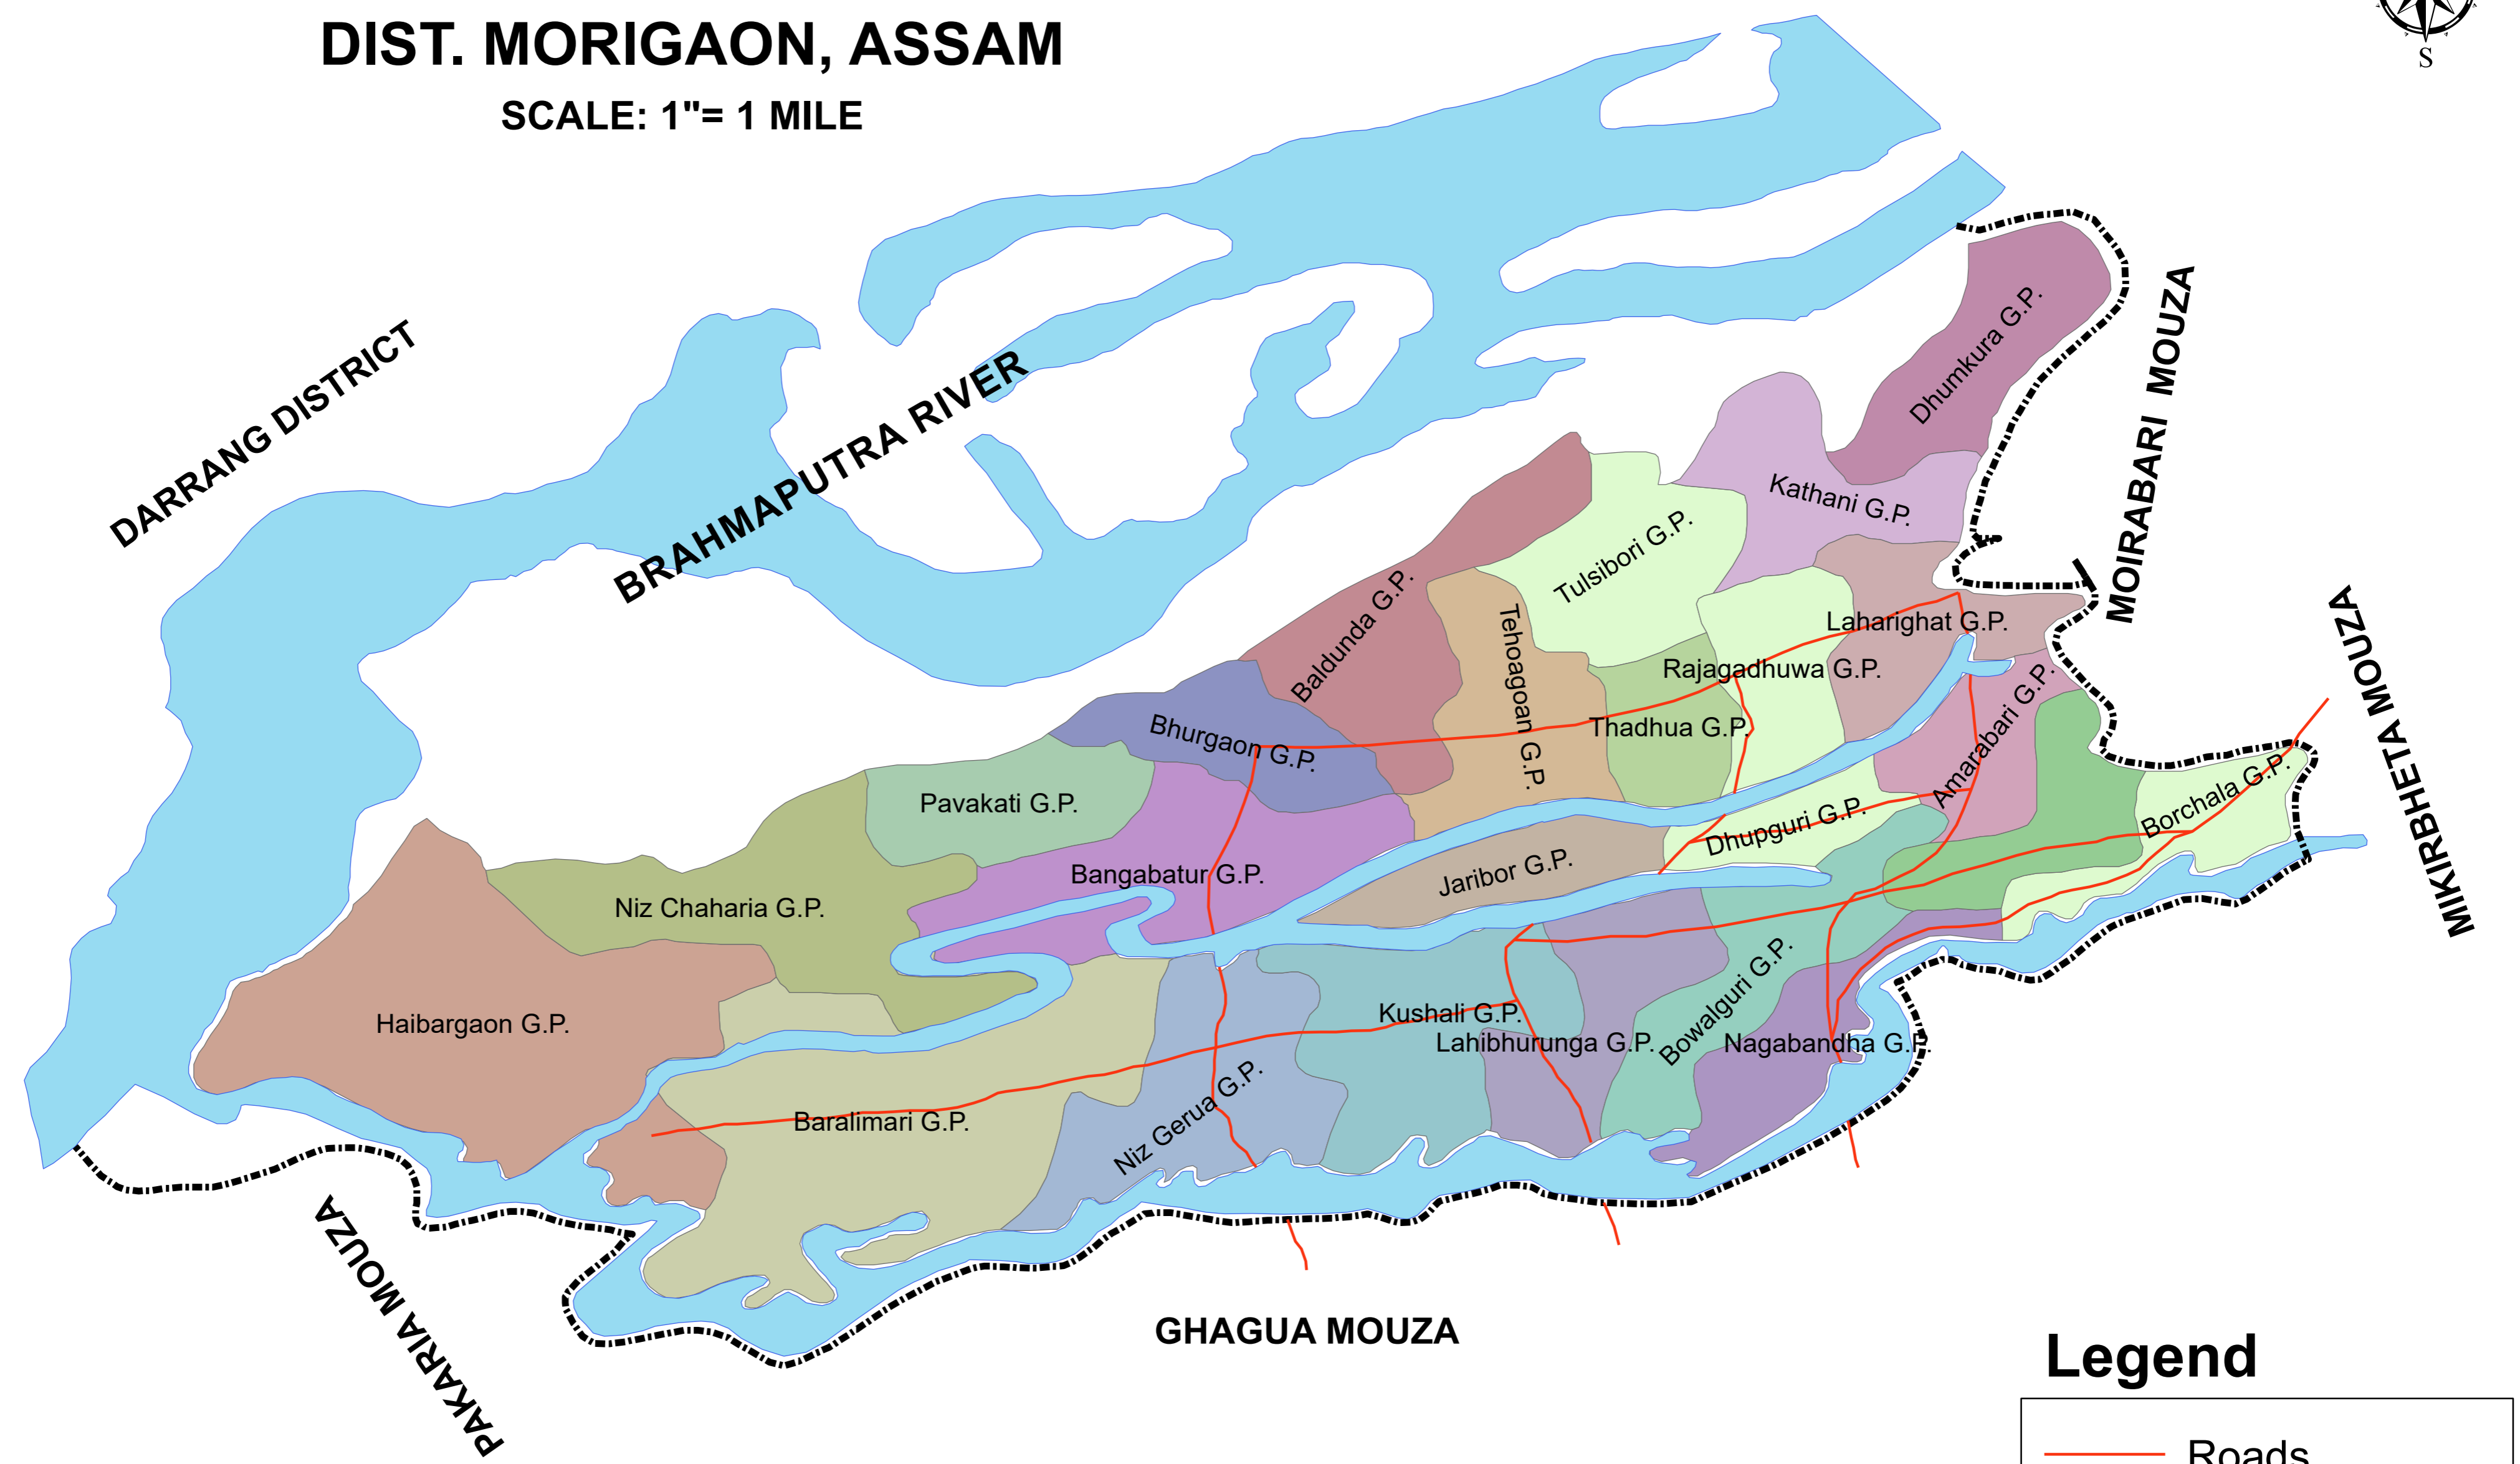 DIST. MORIGAON, ASSAM
SCALE: 1"= 1 MILE
S
DARRANG DISTRICT
BRAHMAPUTRA RIVER
MOIRABARI MOUZA
MIKIRBHETA MOUZA
Dhumkura G.P.
Kathani G.P.
Tulsibori G.P.
Baldunda G.P.
Tehoagoan G.P.
Laharighat G.P.
Rajagadhuwa G.P.
Thadhua G.P.
Bhurgaon G.P.
Amarabari G.P.
Borchala G.P.
Pavakati G.P.
Dhupguri G.P.
Jaribor G.P.
Bangabatur G.P.
Niz Chaharia G.P.
Haibargaon G.P.
Kushali G.P.
Lahibhurunga G.P.
Bowalguri G.P.
Nagabandha G.P.
Baralimari G.P.
Niz Gerua G.P.
PAKARIA MOUZA
GHAGUA MOUZA
Legend
Roads